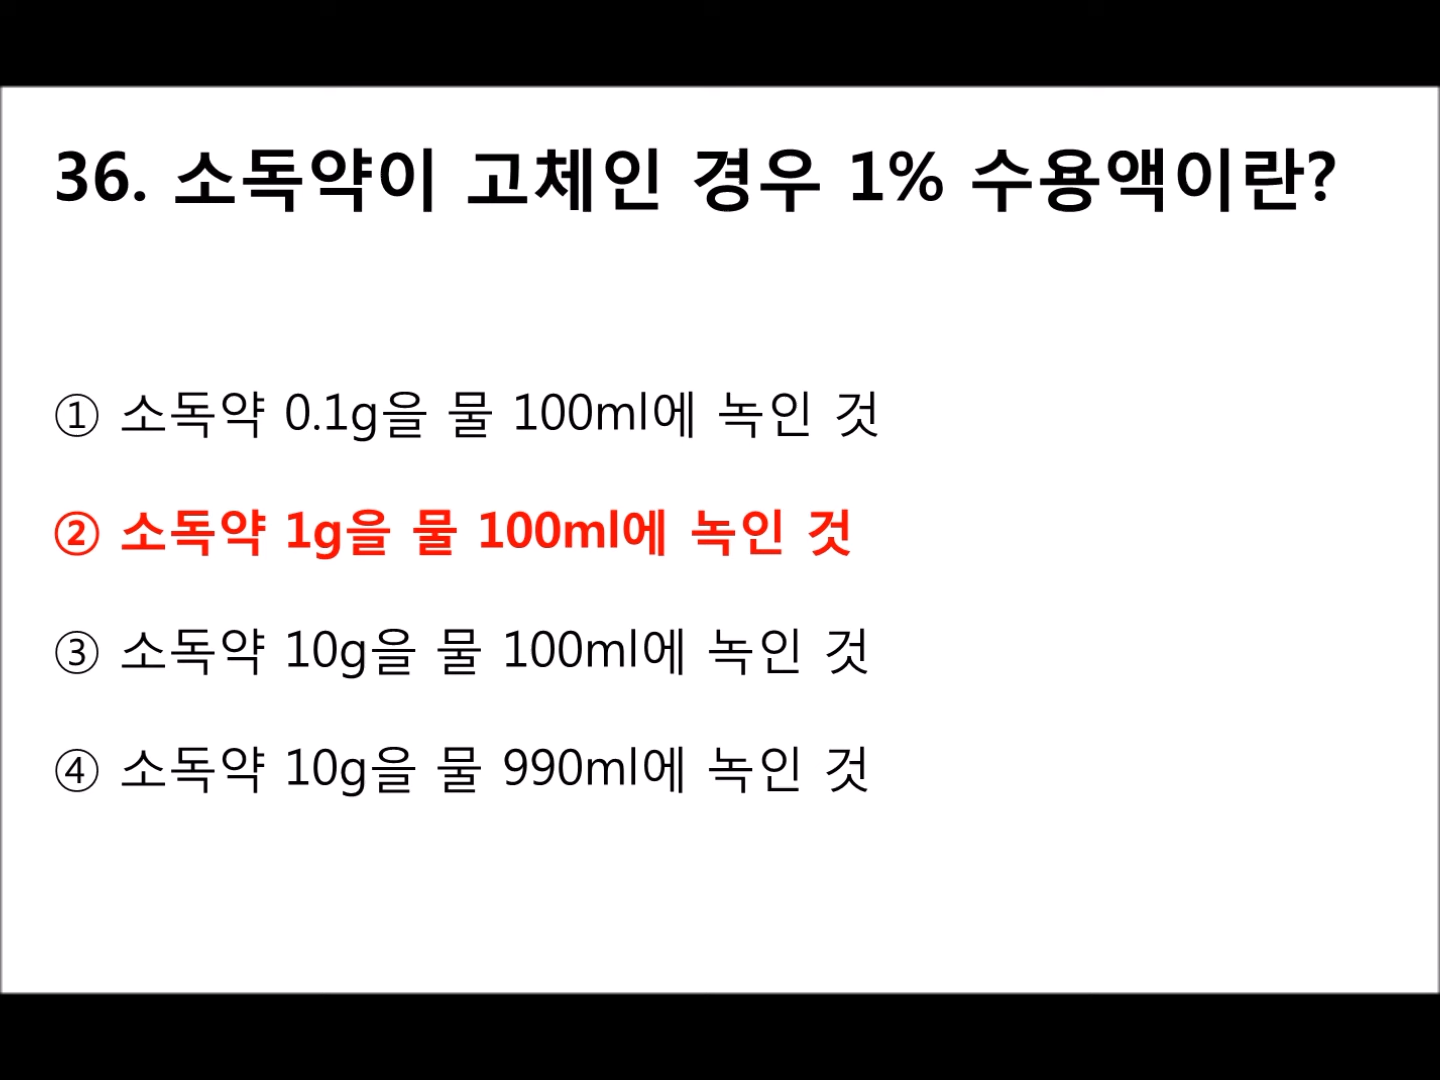 36. 소독약이 고체인 경우 1% 수용액이란?
① 소독약 0.1g을 물 100ml에 녹인 것
② 소독약 1g을 물 100ml에 녹인 것
③ 소독약 10g을 물 100ml에 녹인 것
④ 소독약 10g을 물 990ml에 녹인 것